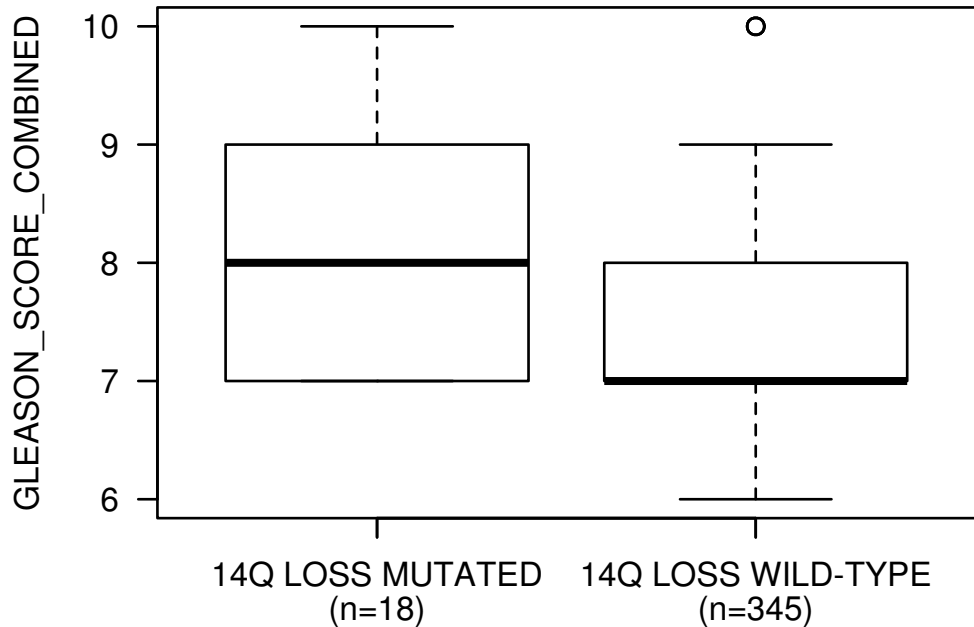 GLEASON_SCORE_COMBINED
10
9
8
7
6
14Q LOSS MUTATED
(n=18)
14Q LOSS WILD-TYPE
(n=345)